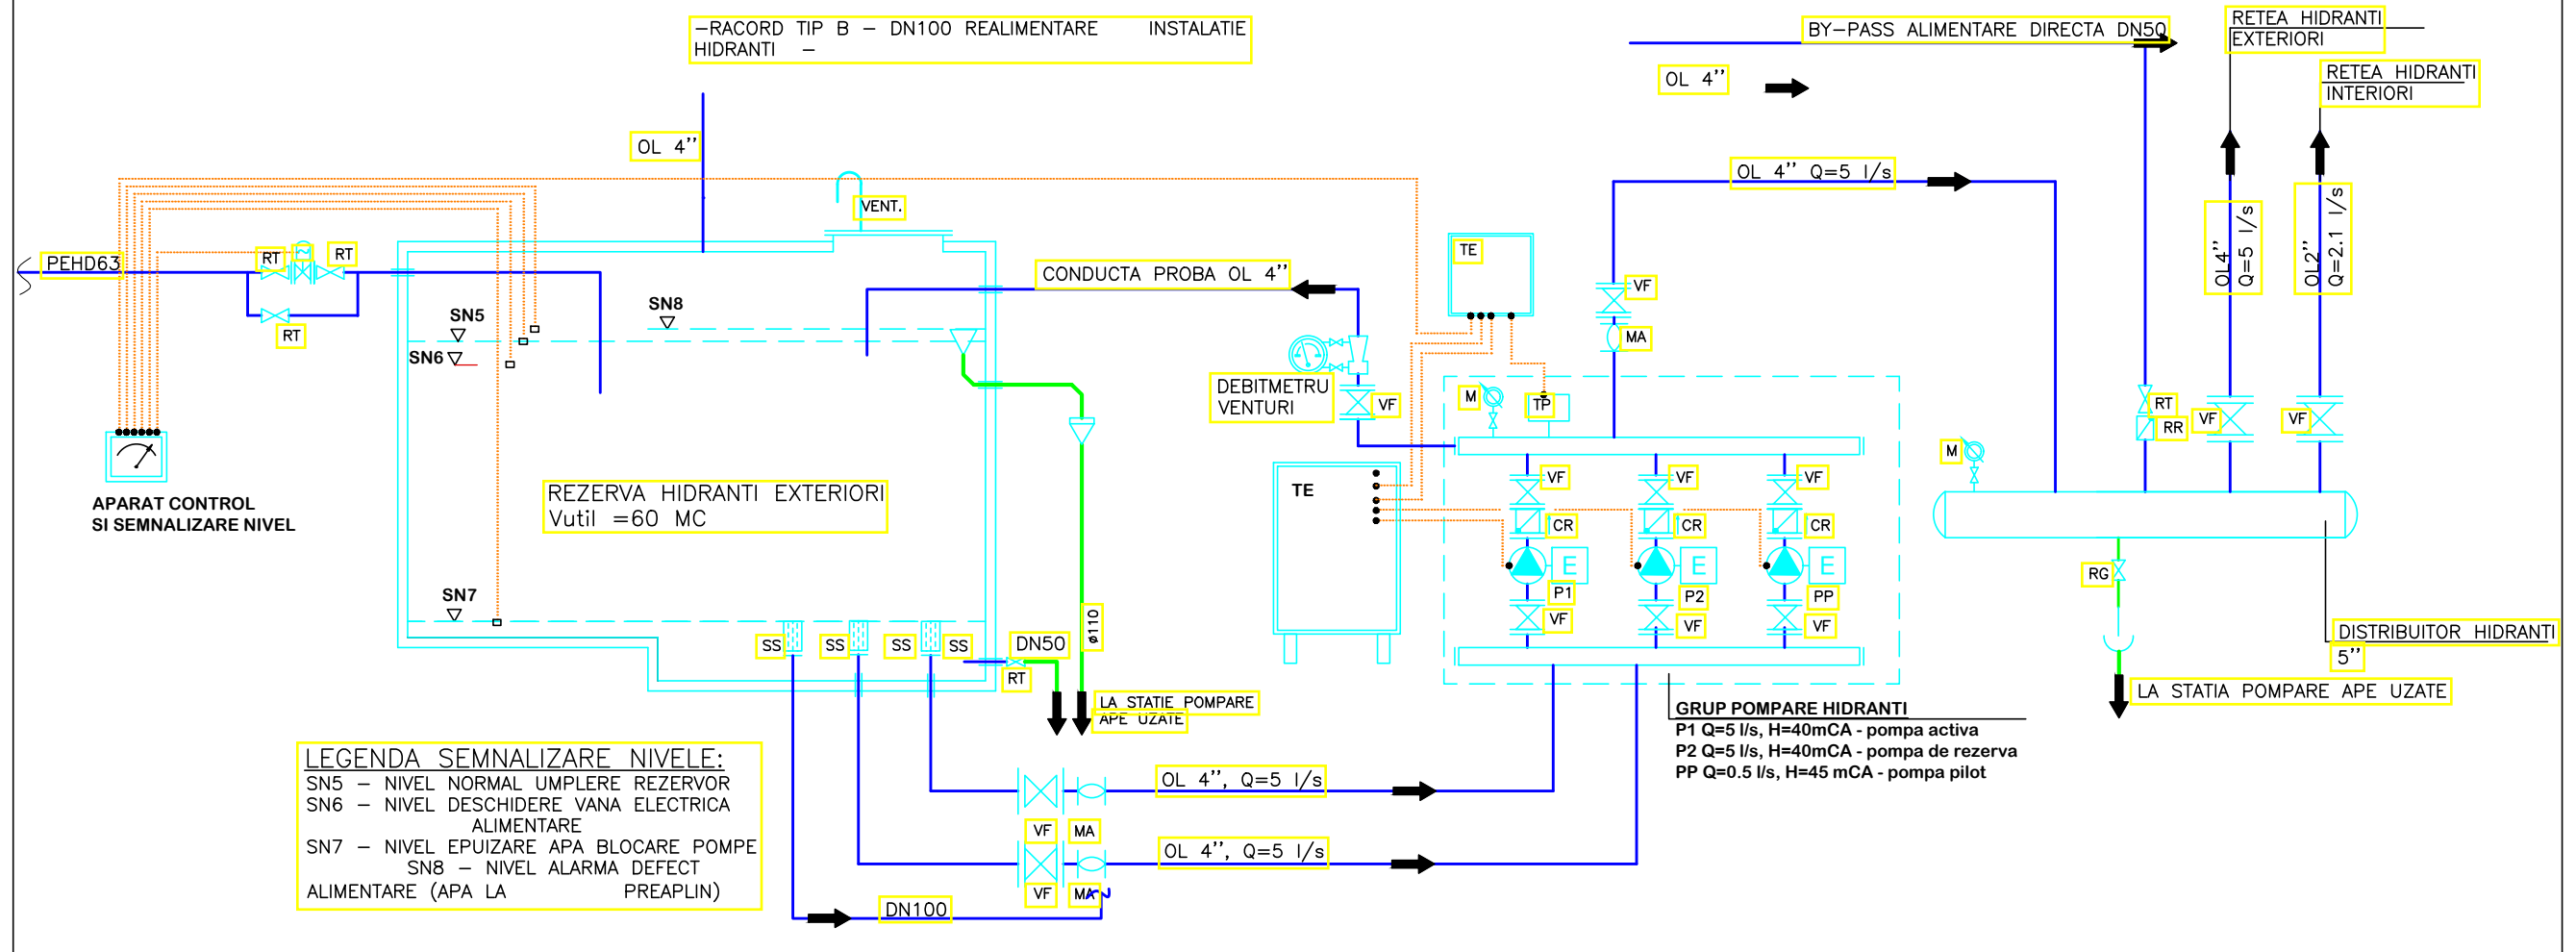 -RACORD TIP B - DN100 REALIMENTARE INSTALATIE
HIDRANTI -
BY-PASS ALIMENTARE DIRECTA DN50
RETEA HIDRANTI
EXTERIORI
OL 4''
RETEA HIDRANTI
INTERIORI
OL 4''
OL 4'' Q=5 l/s
VENT.
OL4''
Q=5 l/s
OL2''
Q=2.1 l/s
PEHD63
RT
RT
RT
CONDUCTA PROBA OL 4''
TE
VF
MA
SN5
SN8
SN6
DEBITMETRU
VENTURI
VF
M
TP
RT
RR
VF
VF
M
APARAT CONTROL
SI SEMNALIZARE NIVEL
REZERVA HIDRANTI EXTERIORI
Vutil =60 MC
TE
VF
VF
VF
CR
CR
CR
E
E
E
P1
P2
PP
VF
VF
VF
RG
SN7
SS
SS
SS
SS
DN50
RT
ø110
DISTRIBUITOR HIDRANTI
5''
LA STATIE POMPARE
APE UZATE
LA STATIA POMPARE APE UZATE
GRUP POMPARE HIDRANTI
P1 Q=5 l/s, H=40mCA - pompa activa
P2 Q=5 l/s, H=40mCA - pompa de rezerva
PP Q=0.5 l/s, H=45 mCA - pompa pilot
LEGENDA SEMNALIZARE NIVELE:
SN5 - NIVEL NORMAL UMPLERE REZERVOR
SN6 - NIVEL DESCHIDERE VANA ELECTRICA
ALIMENTARE
SN7 - NIVEL EPUIZARE APA BLOCARE POMPE
SN8 - NIVEL ALARMA DEFECT
ALIMENTARE (APA LA PREAPLIN)
OL 4'', Q=5 l/s
VF
MA
OL 4'', Q=5 l/s
VF
MA
DN100